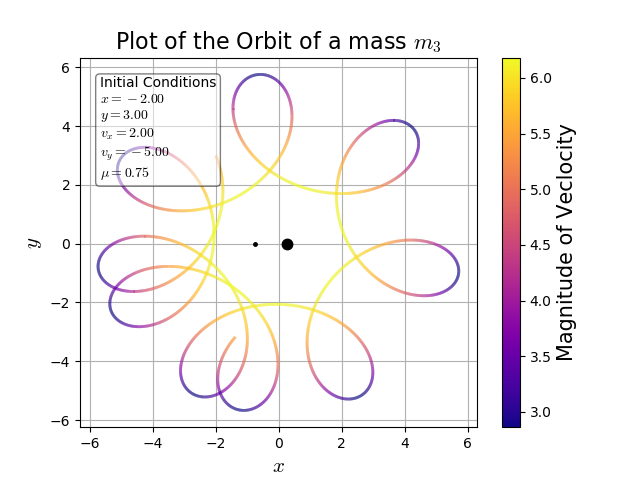 Plot of the Orbit of a mass m₃
Initial Conditions
x = −2.00
y = 3.00
vₓ = 2.00
v_y = −5.00
μ = 0.75
6
4
2
0
−2
−4
−6
y
−6 −4 −2 0 2 4 6
x
6.0
5.5
5.0
4.5
4.0
3.5
3.0
Magnitude of Veclocity